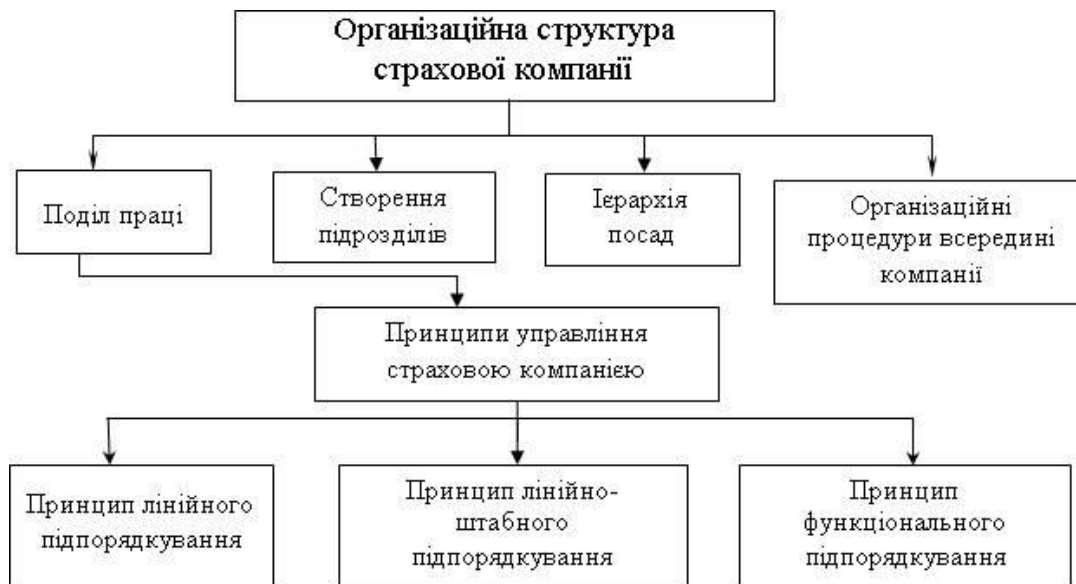 Організаційна структура
страхової компанії
Поділ праці
Створення
підрозділів
Ієрархія
посад
Організаційні
процедури всередині
компанії
Принципи управління
страховою компанією
Принцип лінійного
підпорядкування
Принцип лінійно-
штабного
підпорядкування
Принцип
функціонального
підпорядкування